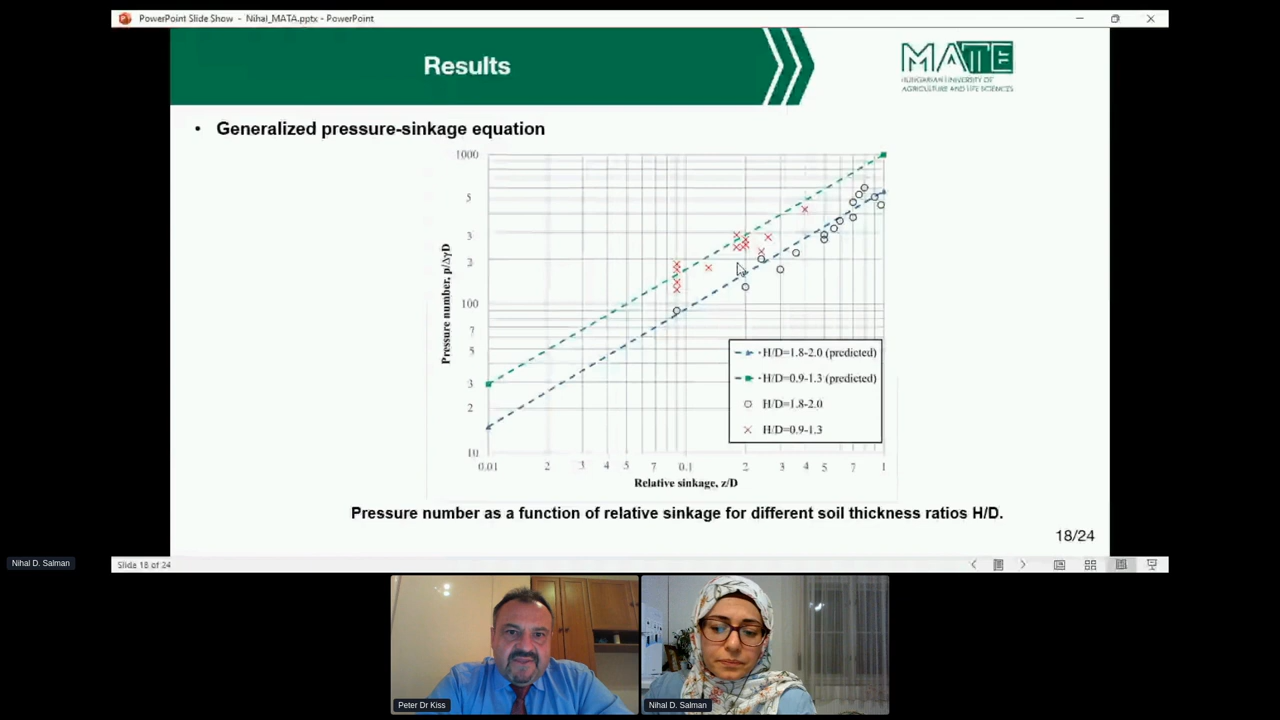 PowerPoint Slide Show - Nihal_MATA.pptx - PowerPoint
Results
MATE
HUNGARIAN UNIVERSITY OF
AGRICULTURE AND LIFE SCIENCES
• Generalized pressure-sinkage equation
1000
5
3
2
100
7
5
3
2
10
Pressure number, p/ΔγD
0.01 2 3 4 5 7 0.1 2 3 4 5 7 1
Relative sinkage, z/D
H/D=1.8-2.0 (predicted)
H/D=0.9-1.3 (predicted)
H/D=1.8-2.0
H/D=0.9-1.3
Pressure number as a function of relative sinkage for different soil thickness ratios H/D.
18/24
Nihal D. Salman
Slide 18 of 24
Peter Dr Kiss
Nihal D. Salman